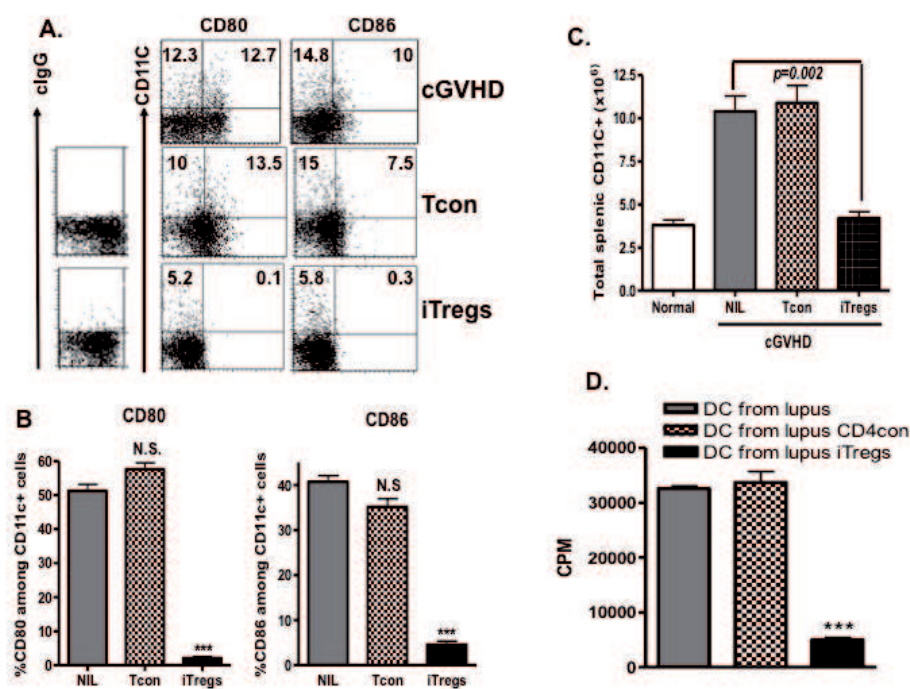 A.
CD80
CD86
cIgG
CD11C
12.3
12.7
14.8
10
cGVHD
10
13.5
15
7.5
Tcon
5.2
0.1
5.8
0.3
iTregs
B
CD80
%CD80 among CD11c+ cells
60
50
40
30
20
10
0
N.S.
***
NIL
Tcon
iTregs
CD86
%CD86 among CD11c+ cells
40
30
20
10
0
N.S
***
NIL
Tcon
iTregs
C.
Total splenic CD11C+ (x10⁶)
12.5
10.0
7.5
5.0
2.5
0.0
p=0.002
Normal
NIL
Tcon
iTregs
cGVHD
D.
DC from lupus
DC from lupus CD4con
DC from lupus iTregs
CPM
40000
30000
20000
10000
0
***